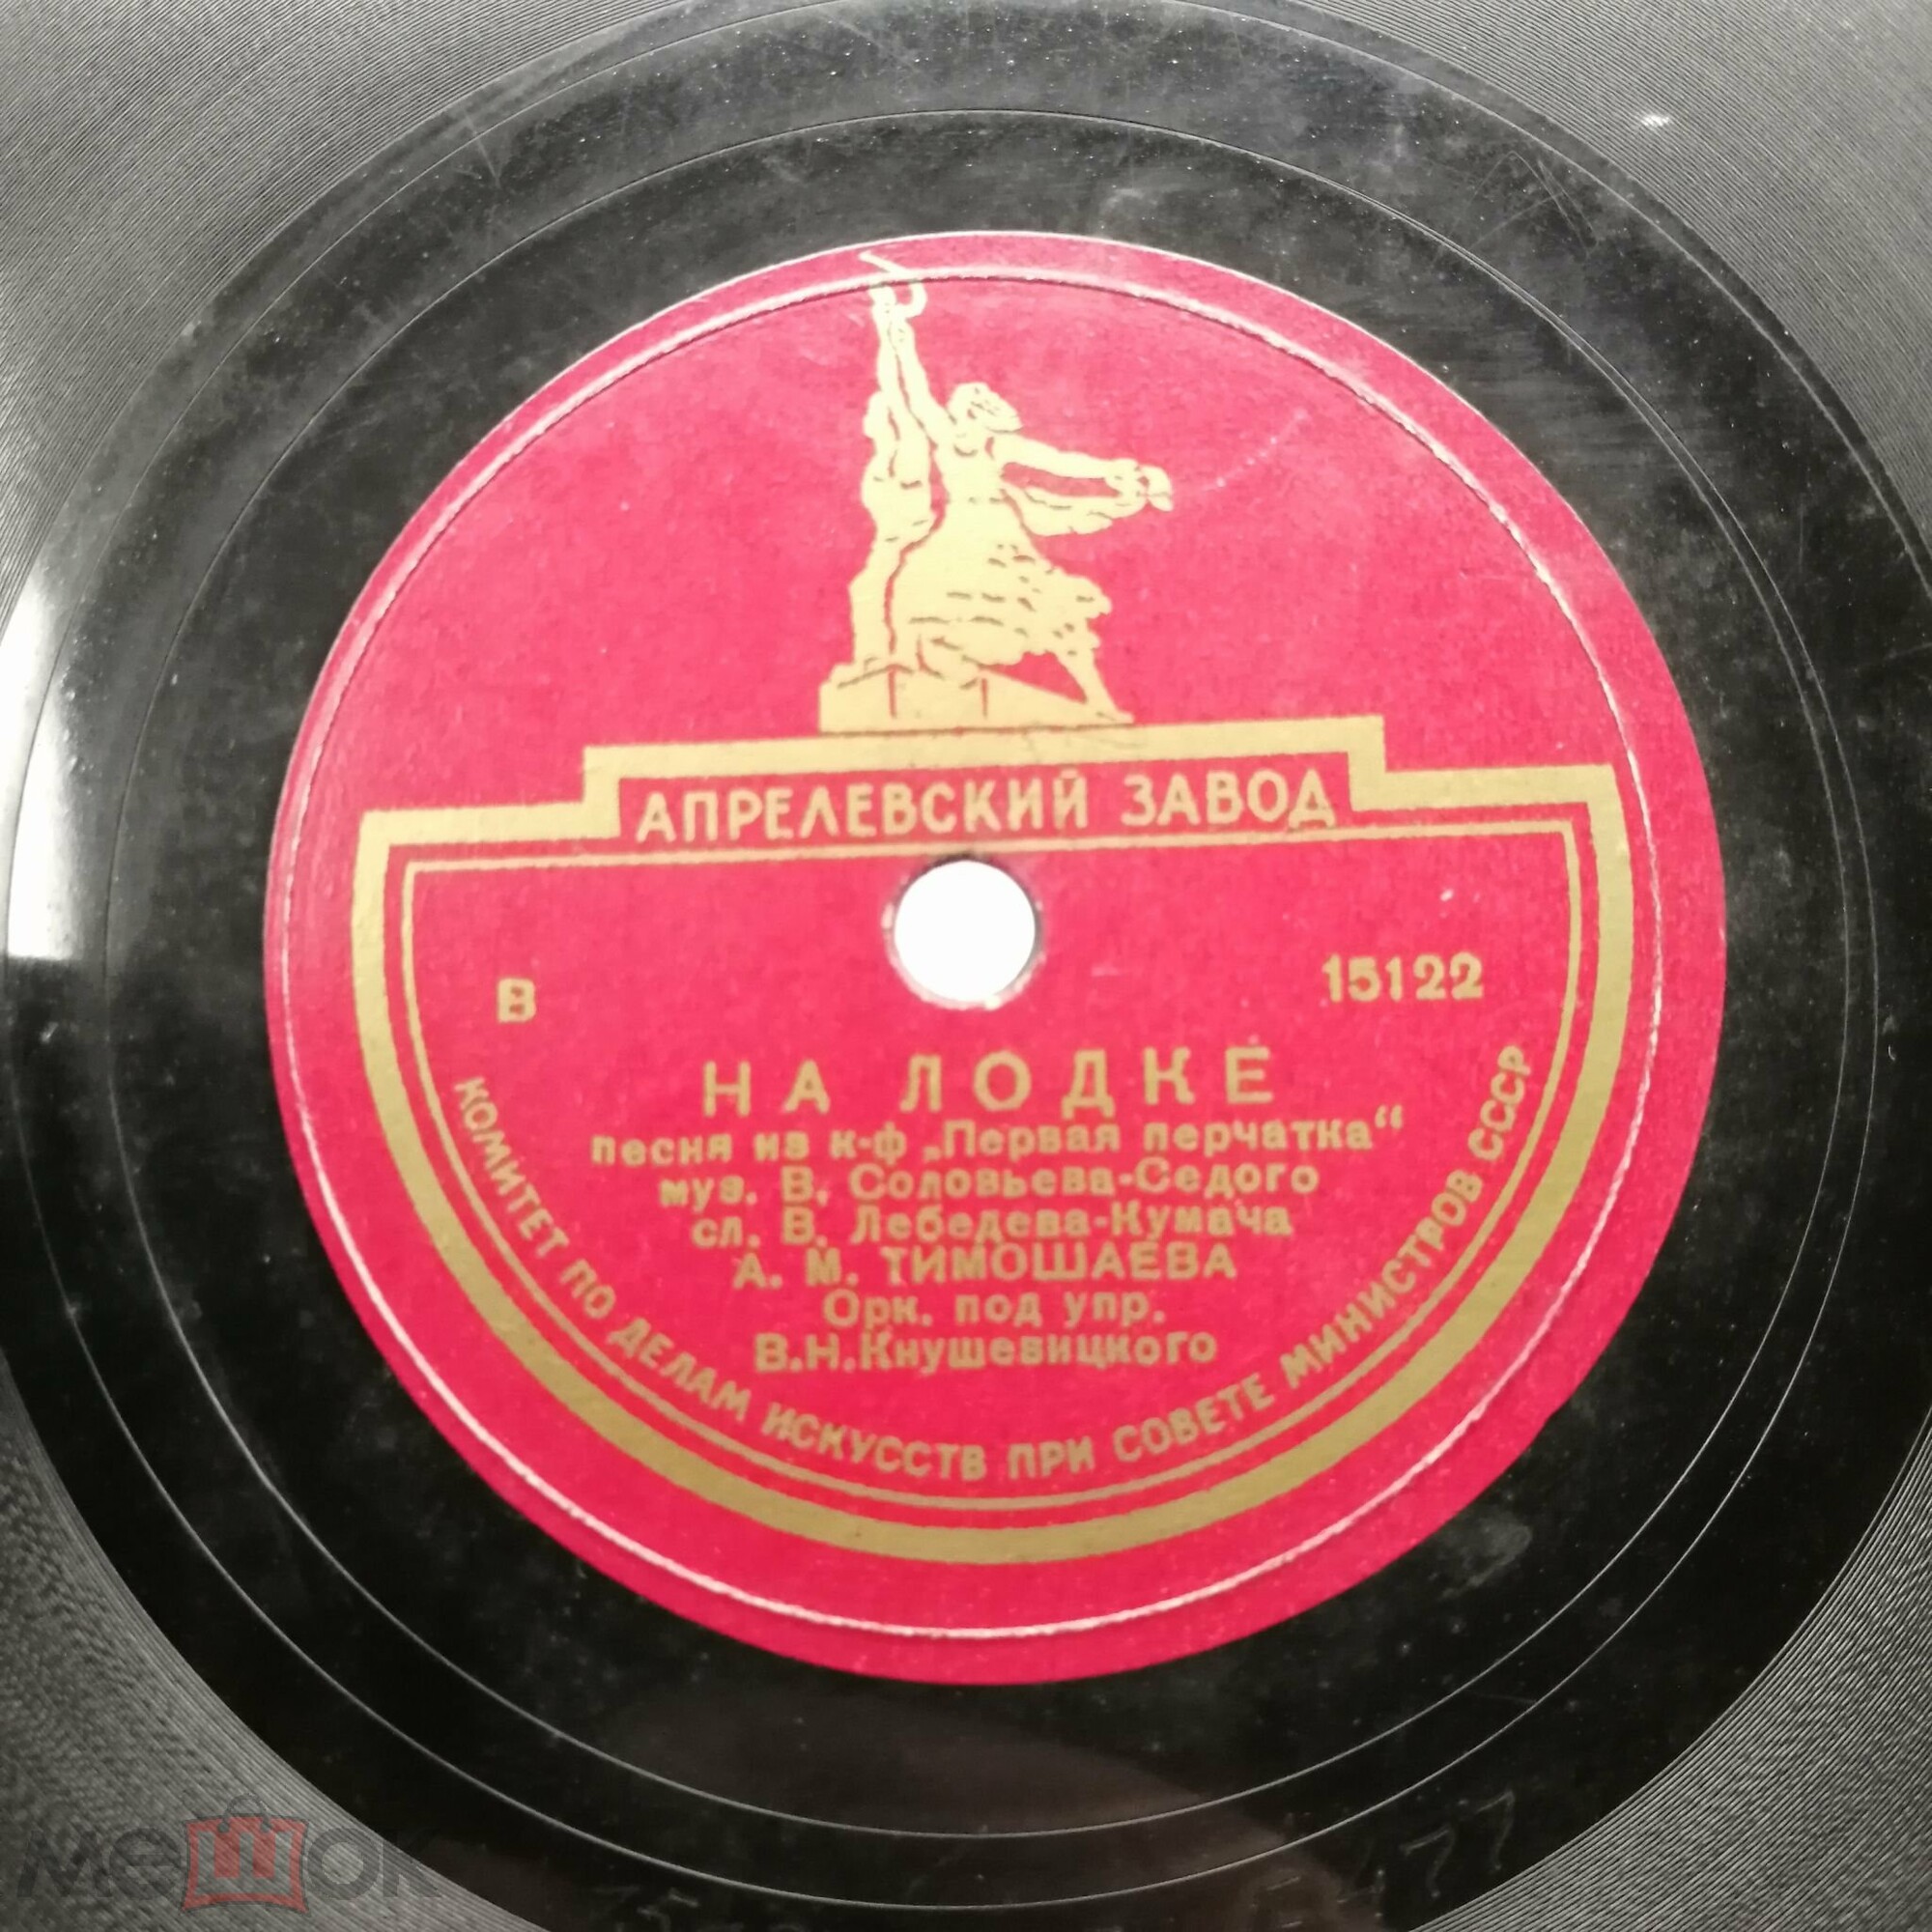 АПРЕЛЕВСКИЙ ЗАВОД
В 15122
НА ЛОДКЕ
песня из к-ф „Первая перчатка“
муз. В. Соловьева-Седого
сл. В. Лебедева-Кумача
А. М. ТИМОШАЕВА
Орк. под упр.
В.Н.Кнушевицкого
КОМИТЕТ ПО ДЕЛАМ ИСКУССТВ ПРИ СОВЕТЕ МИНИСТРОВ СССР
мешок